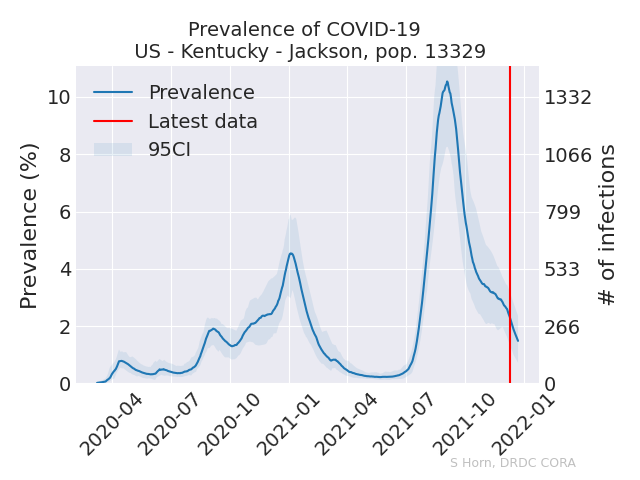 Prevalence of COVID-19
US - Kentucky - Jackson, pop. 13329
Prevalence
Latest data
95CI
Prevalence (%)
10
8
6
4
2
0
1332
1066
799
533
266
0
# of infections
2020-04
2020-07
2020-10
2021-01
2021-04
2021-07
2021-10
2022-01
S Horn, DRDC CORA